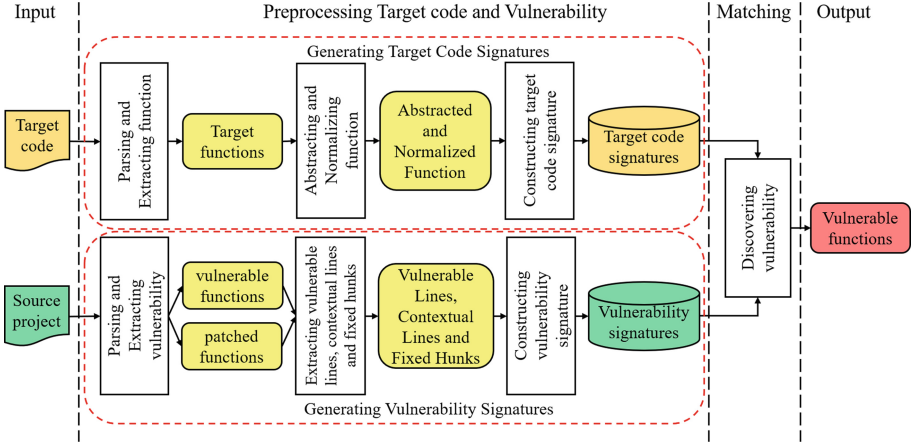 Input
Preprocessing Target code and Vulnerability
Matching
Output
Generating Target Code Signatures
Target
code
Parsing and
Extracting function
Target
functions
Abstracting and
Normalizing
function
Abstracted
and
Normalized
Function
Constructing target
code signature
Target code
signatures
Discovering
vulnerability
Vulnerable
functions
Source
project
Parsing and
Extracting
vulnerability
vulnerable
functions
patched
functions
Extracting vulnerable
lines, contextual lines
and fixed hunks
Vulnerable
Lines,
Contextual
Lines and
Fixed Hunks
Constructing
vulnerability
signature
Vulnerability
signatures
Generating Vulnerability Signatures